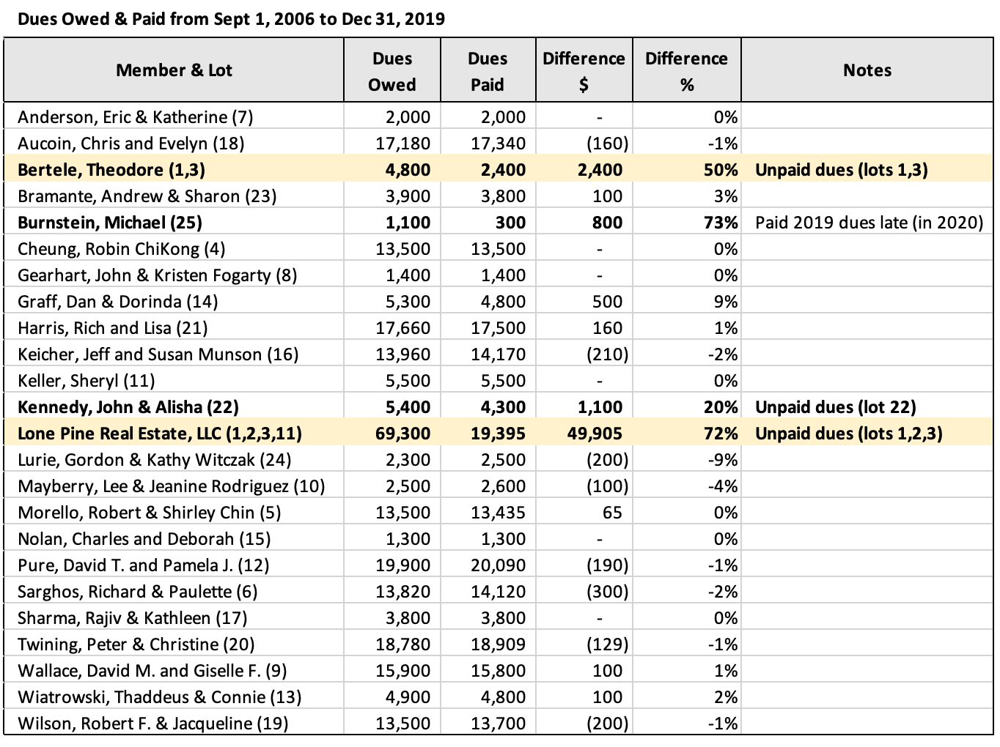 Dues Owed & Paid from Sept 1, 2006 to Dec 31, 2019
Member & Lot Dues Owed Dues Paid Difference $ Difference % Notes
Anderson, Eric & Katherine (7) 2,000 2,000 - 0%
Aucoin, Chris and Evelyn (18) 17,180 17,340 (160) -1%
Bertele, Theodore (1,3) 4,800 2,400 2,400 50% Unpaid dues (lots 1,3)
Bramante, Andrew & Sharon (23) 3,900 3,800 100 3%
Burnstein, Michael (25) 1,100 300 800 73% Paid 2019 dues late (in 2020)
Cheung, Robin ChiKong (4) 13,500 13,500 - 0%
Gearhart, John & Kristen Fogarty (8) 1,400 1,400 - 0%
Graff, Dan & Dorinda (14) 5,300 4,800 500 9%
Harris, Rich and Lisa (21) 17,660 17,500 160 1%
Keicher, Jeff and Susan Munson (16) 13,960 14,170 (210) -2%
Keller, Sheryl (11) 5,500 5,500 - 0%
Kennedy, John & Alisha (22) 5,400 4,300 1,100 20% Unpaid dues (lot 22)
Lone Pine Real Estate, LLC (1,2,3,11) 69,300 19,395 49,905 72% Unpaid dues (lots 1,2,3)
Lurie, Gordon & Kathy Witczak (24) 2,300 2,500 (200) -9%
Mayberry, Lee & Jeanine Rodriguez (10) 2,500 2,600 (100) -4%
Morello, Robert & Shirley Chin (5) 13,500 13,435 65 0%
Nolan, Charles and Deborah (15) 1,300 1,300 - 0%
Pure, David T. and Pamela J. (12) 19,900 20,090 (190) -1%
Sarghos, Richard & Paulette (6) 13,820 14,120 (300) -2%
Sharma, Rajiv & Kathleen (17) 3,800 3,800 - 0%
Twining, Peter & Christine (20) 18,780 18,909 (129) -1%
Wallace, David M. and Giselle F. (9) 15,900 15,800 100 1%
Wiatrowski, Thaddeus & Connie (13) 4,900 4,800 100 2%
Wilson, Robert F. & Jacqueline (19) 13,500 13,700 (200) -1%